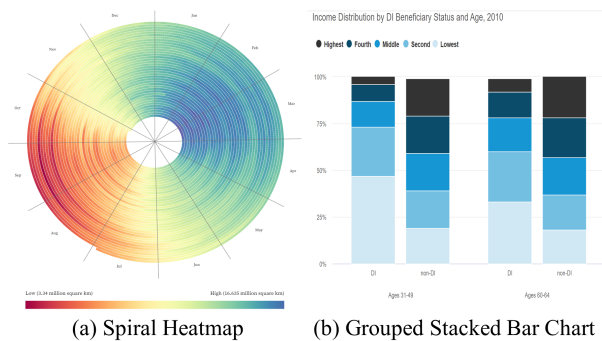 Dec
Jan
Nov
Feb
Oct
Mar
Sep
apr
Aug
May
Jul
Jun
Low (3.34 million square km)
High (16.635 million square km)
(a) Spiral Heatmap
Income Distribution by DI Beneficiary Status and Age, 2010
Highest Fourth Middle Second Lowest
100%
75%
50%
25%
0%
DI non-DI DI non-DI
Ages 31-49 Ages 60-64
(b) Grouped Stacked Bar Chart